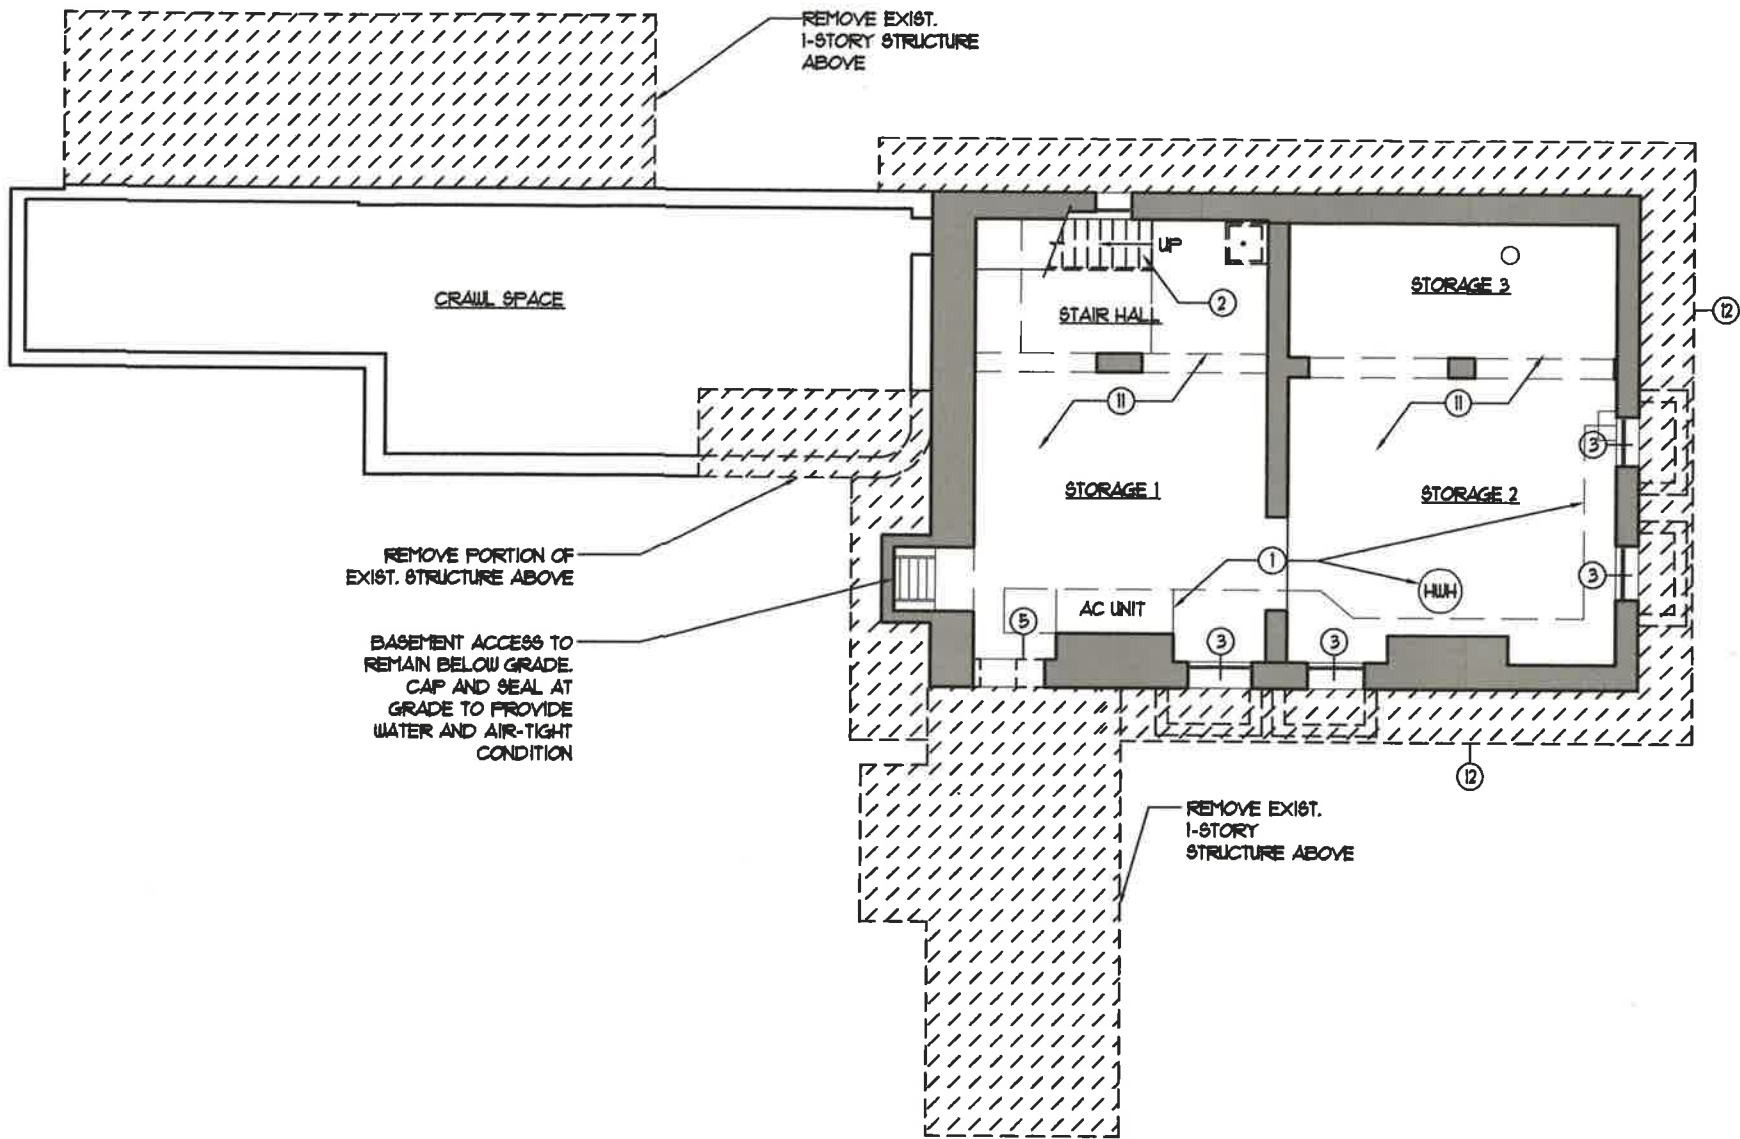 REMOVE EXIST.
1-STORY STRUCTURE
ABOVE
UP
CRAWL SPACE
STORAGE 3
2
STAIR HALL
12
11
11
3
STORAGE 1
STORAGE 2
REMOVE PORTION OF
EXIST. STRUCTURE ABOVE
1
3
HWH
AC UNIT
5
3
3
BASEMENT ACCESS TO
REMAIN BELOW GRADE.
CAP AND SEAL AT
GRADE TO PROVIDE
WATER AND AIR-TIGHT
CONDITION
12
REMOVE EXIST.
1-STORY
STRUCTURE ABOVE